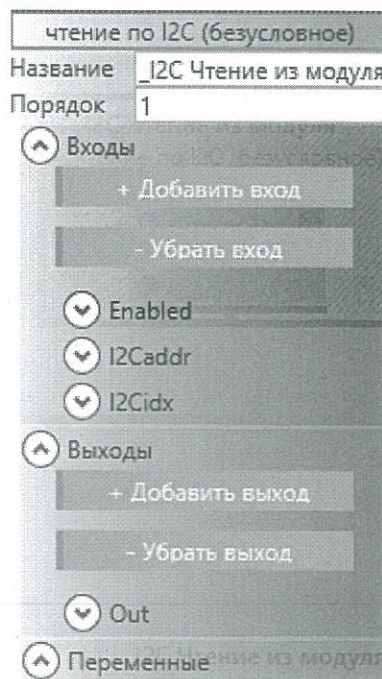 чтение по I2C (безусловное)
Название _I2C Чтение из модуля
Порядок 1
Входы
+ Добавить вход
- Убрать вход
Enabled
I2Caddr
I2Cidx
Выходы
+ Добавить выход
- Убрать выход
Out
Переменные